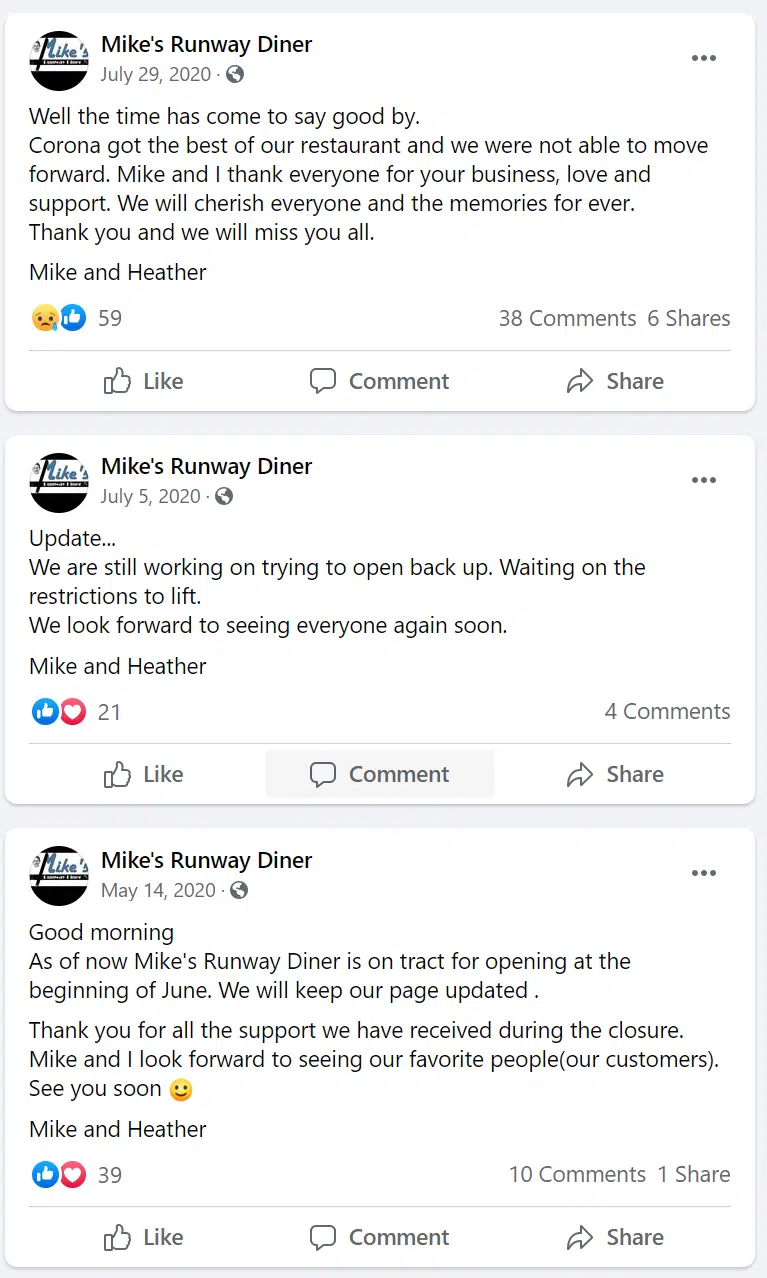 Mike's Runway Diner
July 29, 2020 ·
Well the time has come to say good by.
Corona got the best of our restaurant and we were not able to move
forward. Mike and I thank everyone for your business, love and
support. We will cherish everyone and the memories for ever.
Thank you and we will miss you all.
Mike and Heather
59 38 Comments 6 Shares
Like Comment Share
Mike's
Runway Diner
Mike's Runway Diner
July 5, 2020 ·
Update...
We are still working on trying to open back up. Waiting on the
restrictions to lift.
We look forward to seeing everyone again soon.
Mike and Heather
21 4 Comments
Like Comment Share
Mike's
Runway Diner
Mike's Runway Diner
May 14, 2020 ·
Good morning
As of now Mike's Runway Diner is on tract for opening at the
beginning of June. We will keep our page updated .
Thank you for all the support we have received during the closure.
Mike and I look forward to seeing our favorite people(our customers).
See you soon 🙂
Mike and Heather
39 10 Comments 1 Share
Like Comment Share
Mike's
Runway Diner